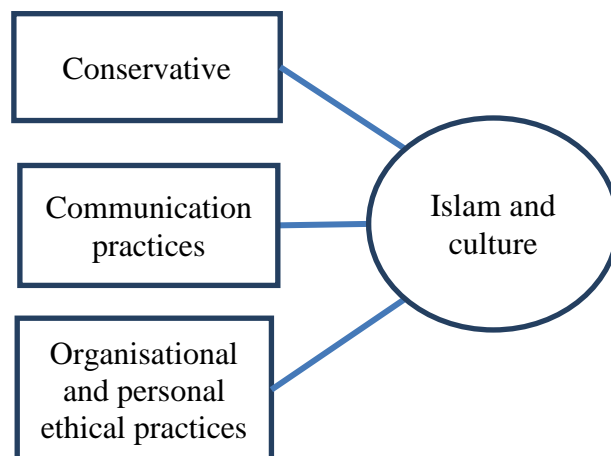 Conservative
Communication
practices
Organisational
and personal
ethical practices
Islam and
culture